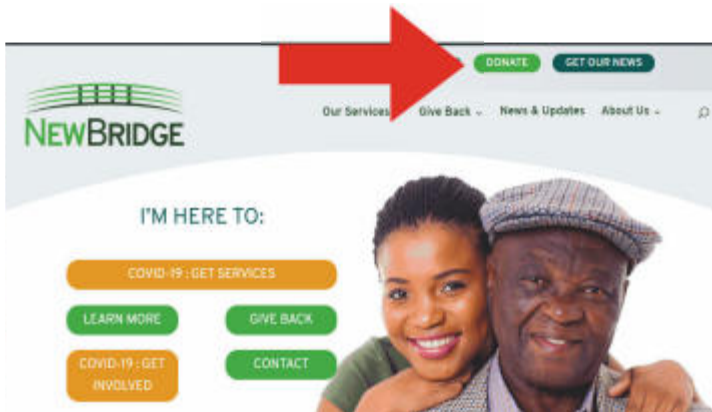 DONATE
GET OUR NEWS
Our Services
Give Back
News & Updates
About Us
NEWBRIDGE
I'M HERE TO:
COVID-19 : GET SERVICES
LEARN MORE
GIVE BACK
COVID-19 : GET
INVOLVED
CONTACT